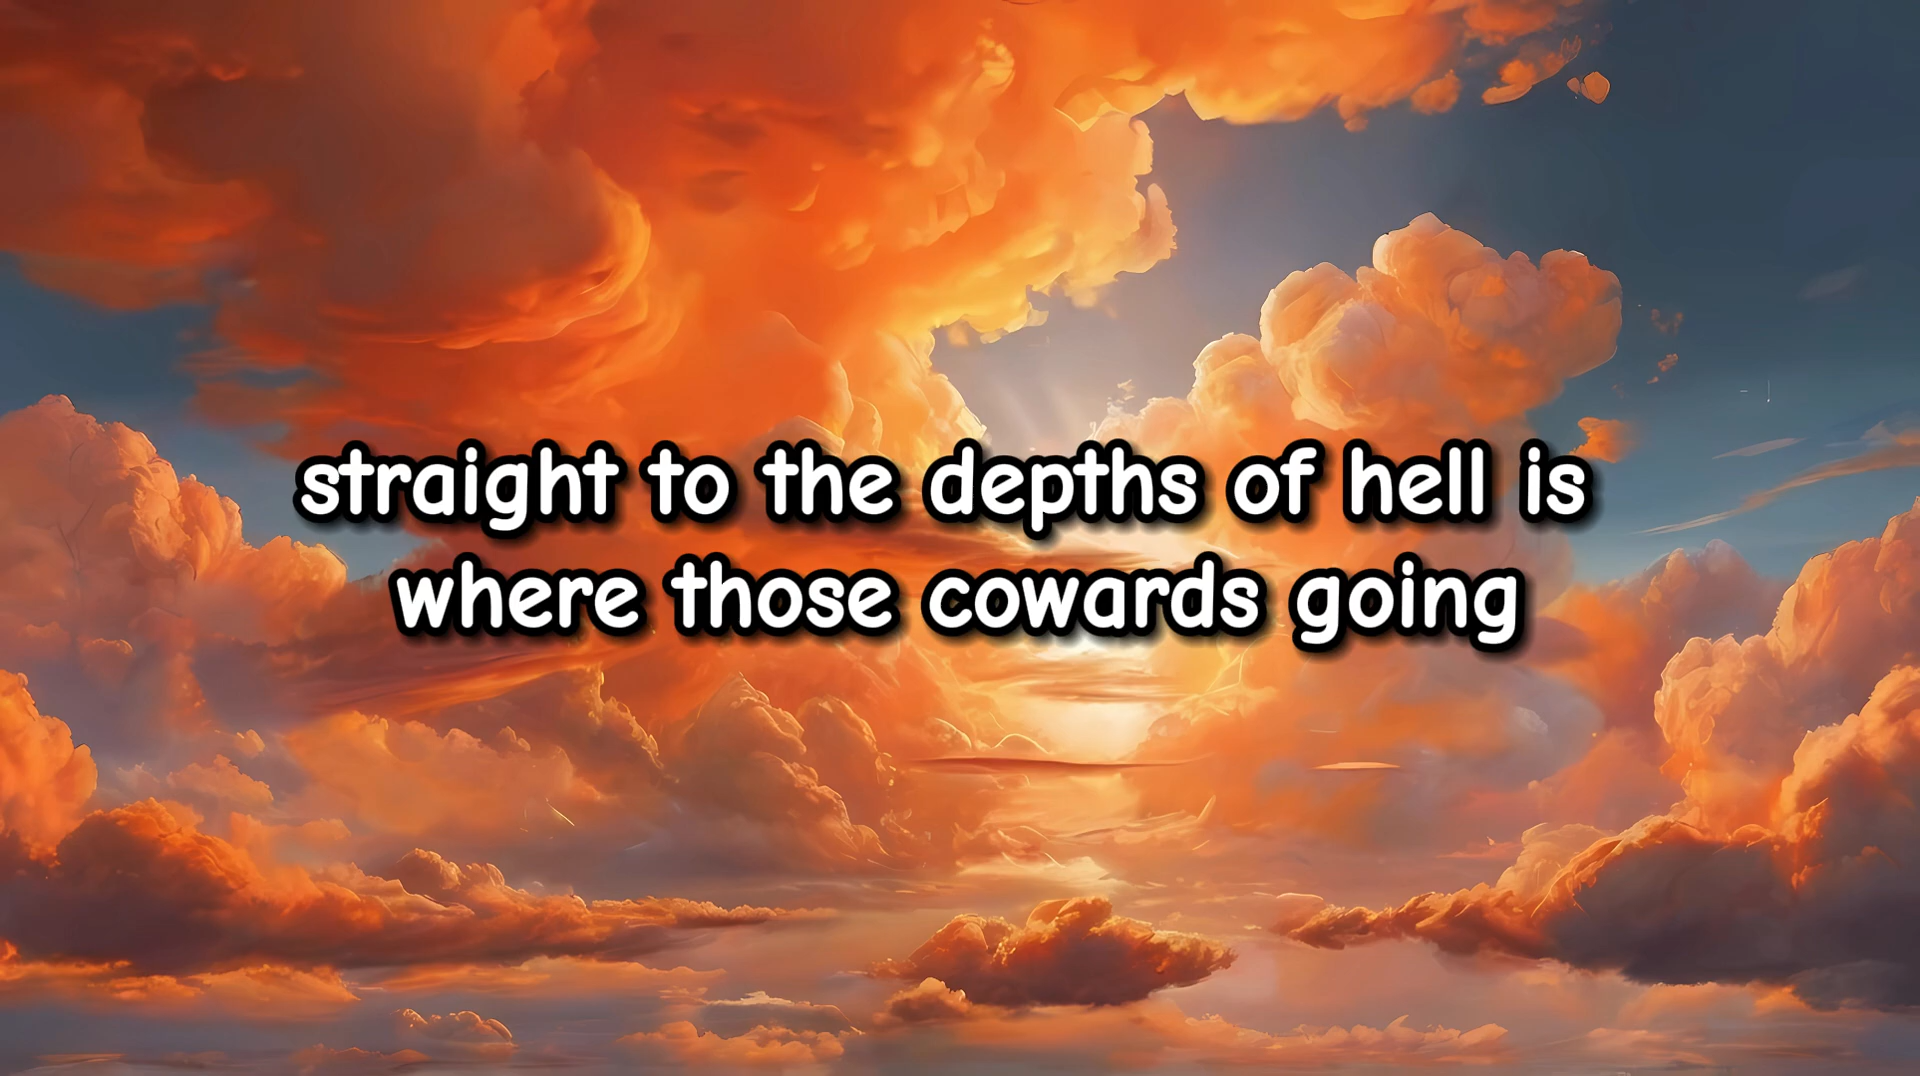 straight to the depths of hell is
where those cowards going